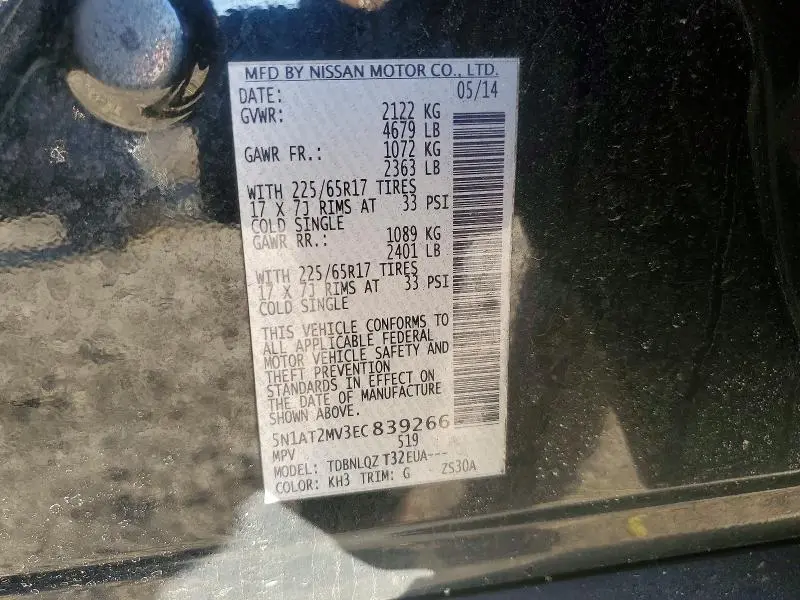 MFD BY NISSAN MOTOR CO., LTD.
DATE: 05/14
GVWR: 2122 KG
4679 LB
GAWR FR.: 1072 KG
2363 LB
WITH 225/65R17 TIRES
17 X 7J RIMS AT 33 PSI
COLD SINGLE
GAWR RR.: 1089 KG
2401 LB
WITH 225/65R17 TIRES
17 X 7J RIMS AT 33 PSI
COLD SINGLE
THIS VEHICLE CONFORMS TO
ALL APPLICABLE FEDERAL
MOTOR VEHICLE SAFETY AND
THEFT PREVENTION
STANDARDS IN EFFECT ON
THE DATE OF MANUFACTURE
SHOWN ABOVE.
5N1AT2MV3EC839266
MPV 519
MODEL: TDBNLQZ T32EUA---
COLOR: KH3 TRIM: G ZS30A